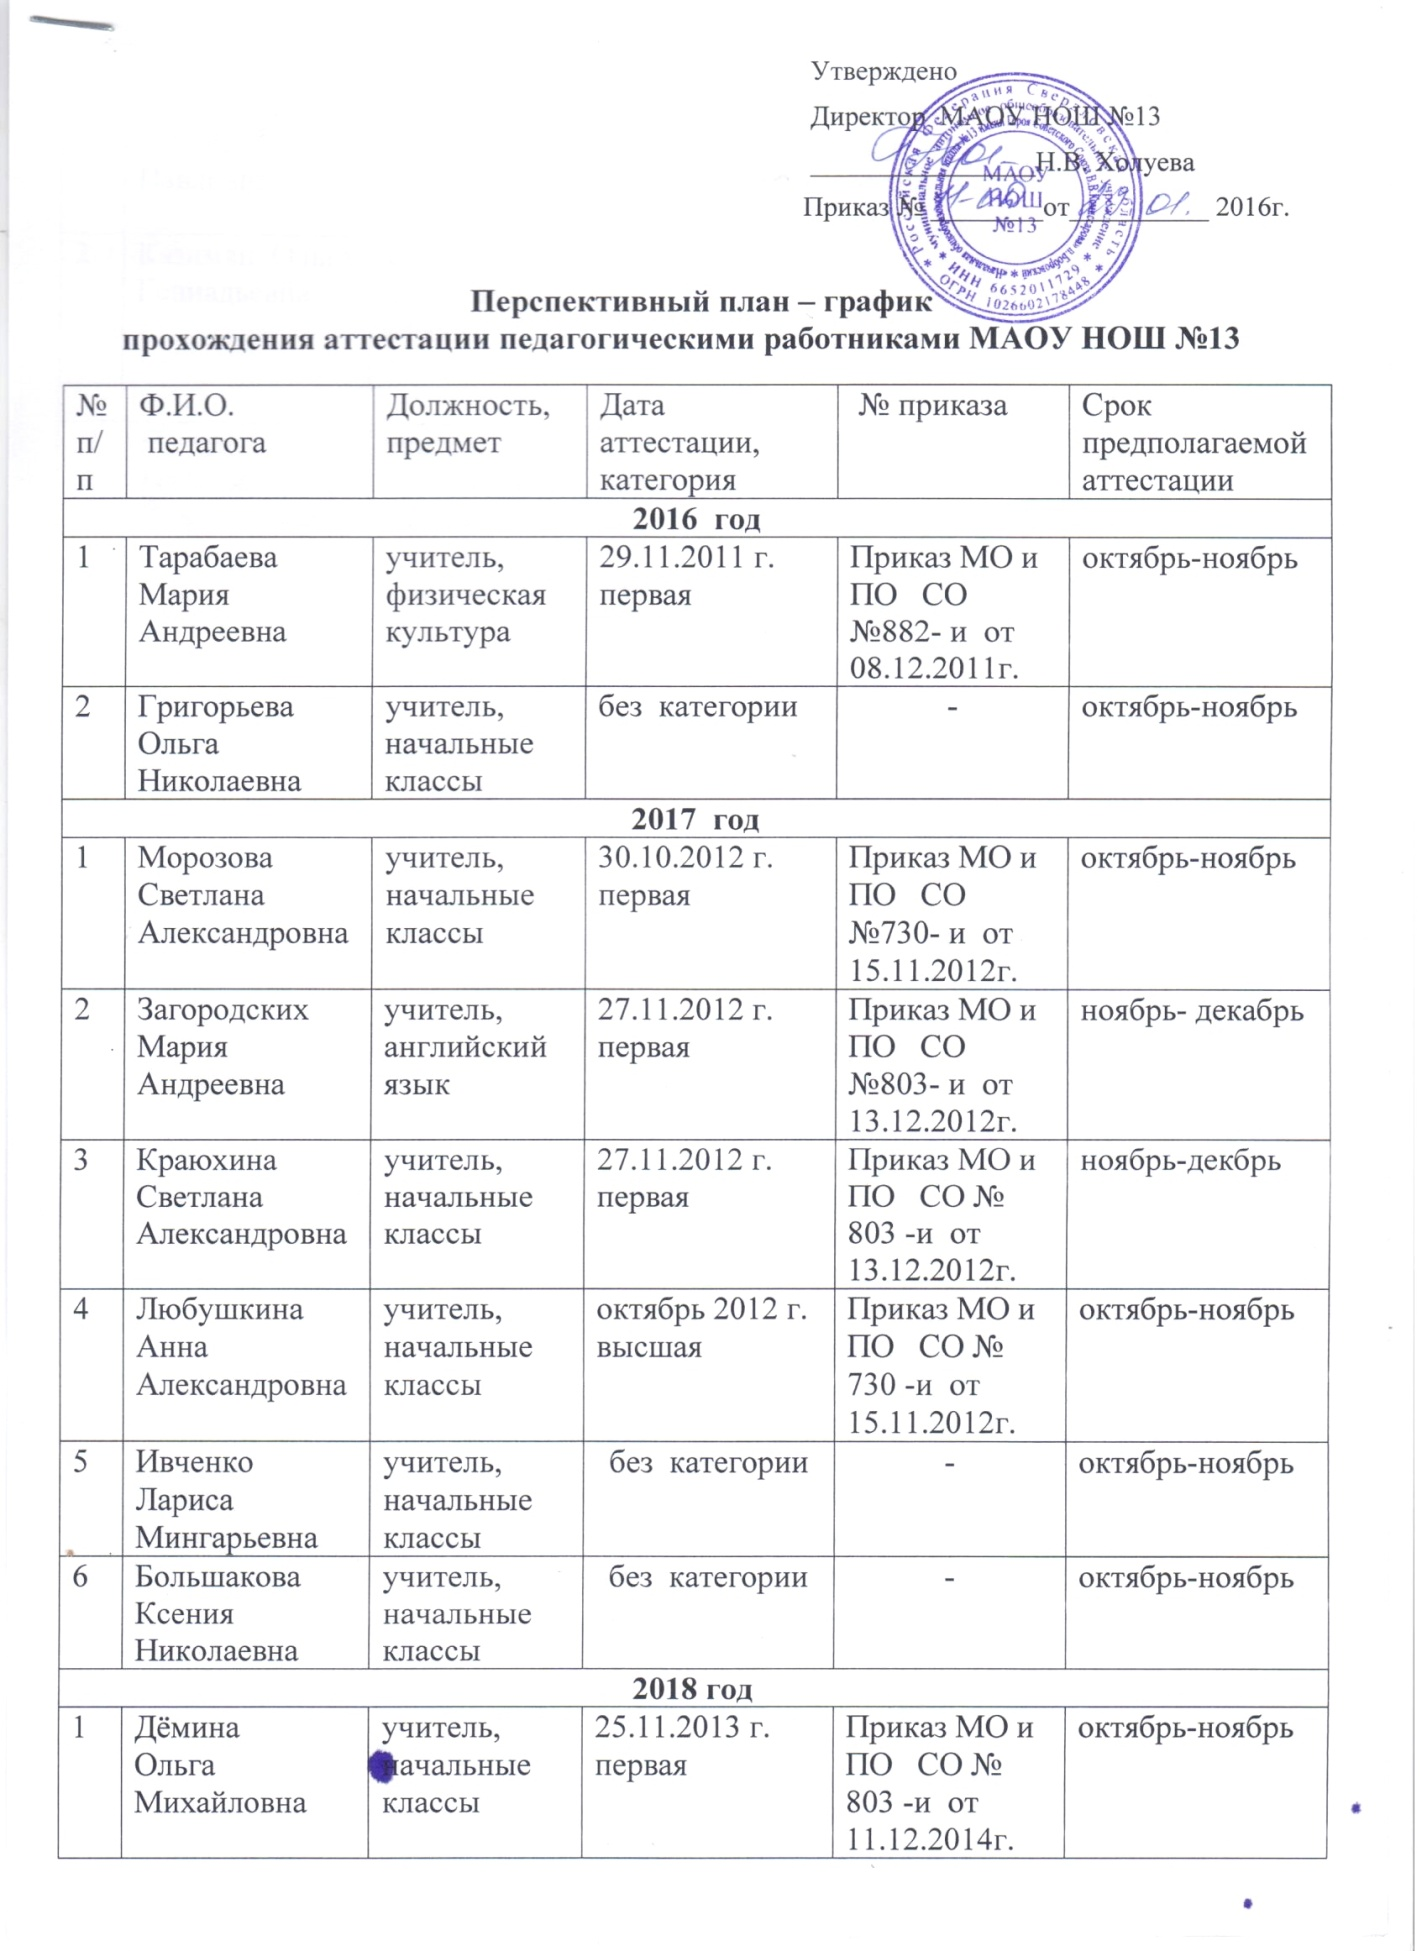 Утверждено
Директор МАОУ НОШ №13
Н.В. Холуева
Приказ № от 01. 2016г.
МАОУ
НОШ
№13
ИНН 6652011729
ОГРН 1026602178448
Перспективный план – график
прохождения аттестации педагогическими работниками МАОУ НОШ №13
№ п/п Ф.И.О. педагога Должность, предмет Дата аттестации, категория № приказа Срок предполагаемой аттестации
2016 год
1 Тарабаева Мария Андреевна учитель, физическая культура 29.11.2011 г. первая Приказ МО и ПО СО №882- и от 08.12.2011г. октябрь-ноябрь
2 Григорьева Ольга Николаевна учитель, начальные классы без категории - октябрь-ноябрь
2017 год
1 Морозова Светлана Александровна учитель, начальные классы 30.10.2012 г. первая Приказ МО и ПО СО №730- и от 15.11.2012г. октябрь-ноябрь
2 Загородских Мария Андреевна учитель, английский язык 27.11.2012 г. первая Приказ МО и ПО СО №803- и от 13.12.2012г. ноябрь- декабрь
3 Краюхина Светлана Александровна учитель, начальные классы 27.11.2012 г. первая Приказ МО и ПО СО № 803 -и от 13.12.2012г. ноябрь-декбрь
4 Любушкина Анна Александровна учитель, начальные классы октябрь 2012 г. высшая Приказ МО и ПО СО № 730 -и от 15.11.2012г. октябрь-ноябрь
5 Ивченко Лариса Мингарьевна учитель, начальные классы без категории - октябрь-ноябрь
6 Большакова Ксения Николаевна учитель, начальные классы без категории - октябрь-ноябрь
2018 год
1 Дёмина Ольга Михайловна учитель, начальные классы 25.11.2013 г. первая Приказ МО и ПО СО № 803 -и от 11.12.2014г. октябрь-ноябрь